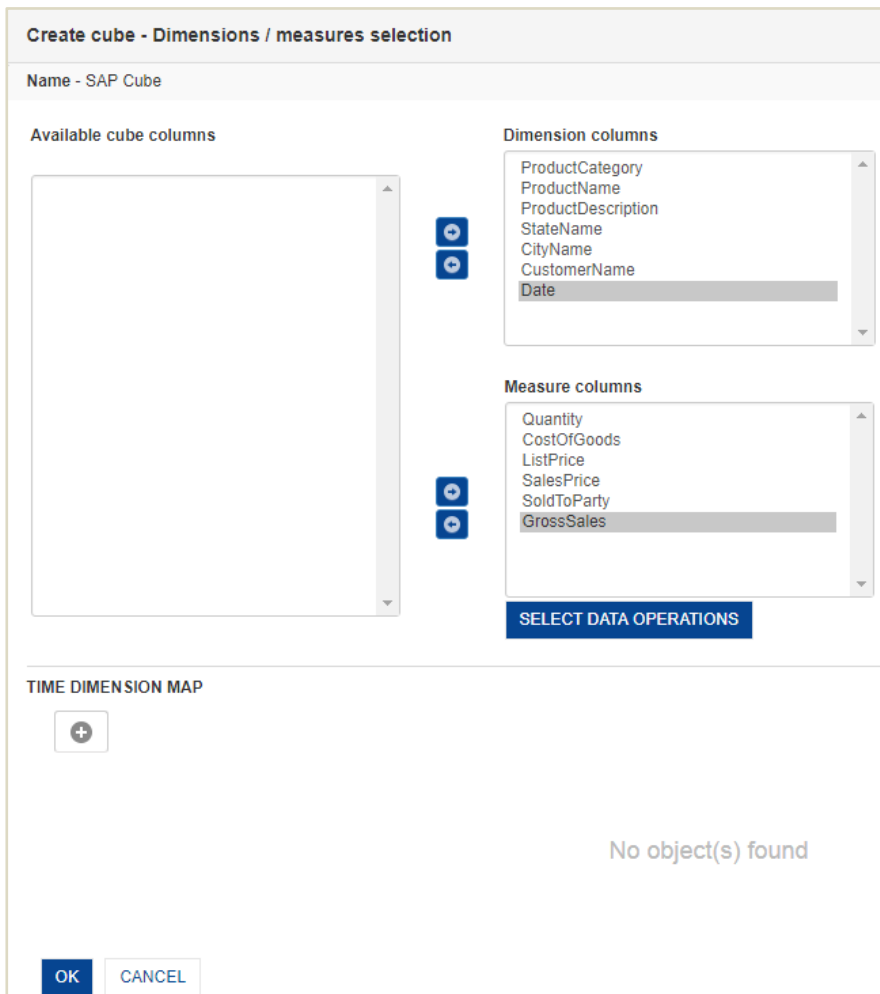 Create cube - Dimensions / measures selection
Name - SAP Cube
Available cube columns
Dimension columns
ProductCategory
ProductName
ProductDescription
StateName
CityName
CustomerName
Date
Measure columns
Quantity
CostOfGoods
ListPrice
SalesPrice
SoldToParty
GrossSales
SELECT DATA OPERATIONS
TIME DIMENSION MAP
No object(s) found
OK CANCEL